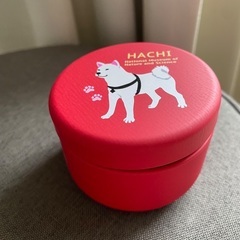 HACHI
National Museum of
Nature and Science